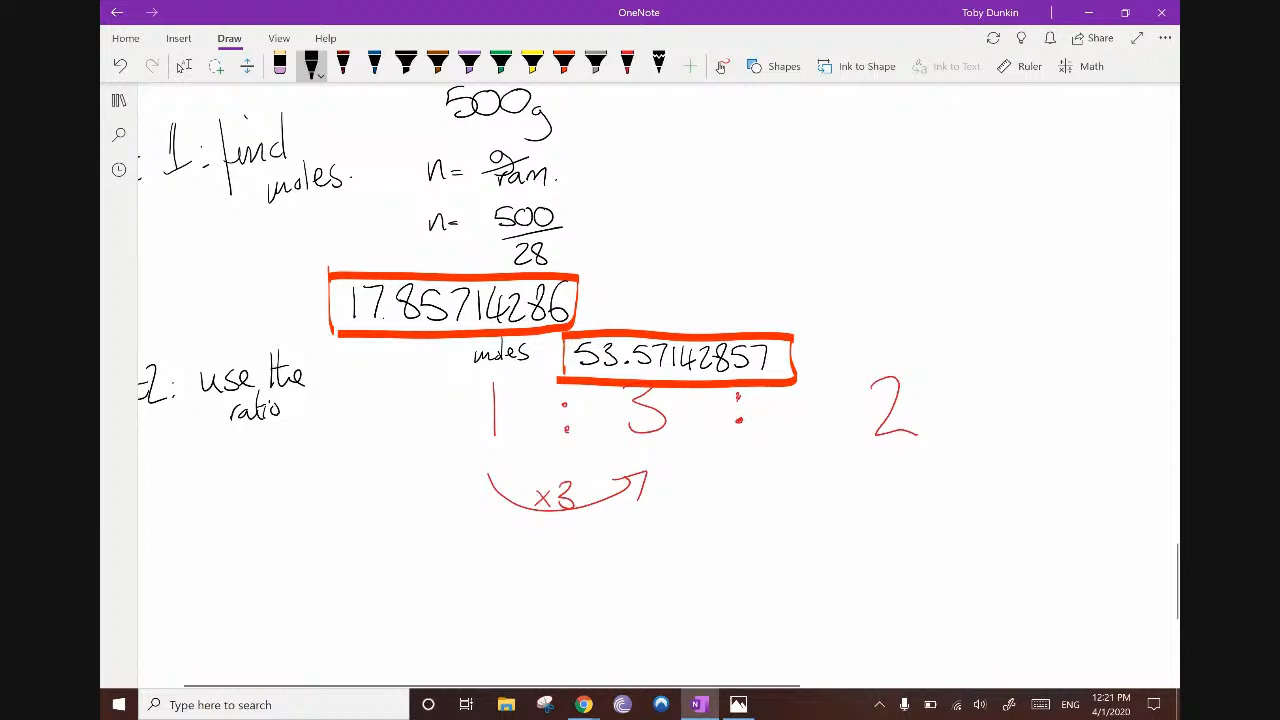 OneNote
Toby Dunkin
Home Insert Draw View Help
Share
Shapes Ink to Shape Ink to Text Ruler Math
500g
: 1: find
moles.
n= g/ram.
n= 500/28
17.85714286
moles
53.57142857
2: use the
ratio
1 : 3 : 2
×3
Type here to search
ENG
12:21 PM
4/1/2020